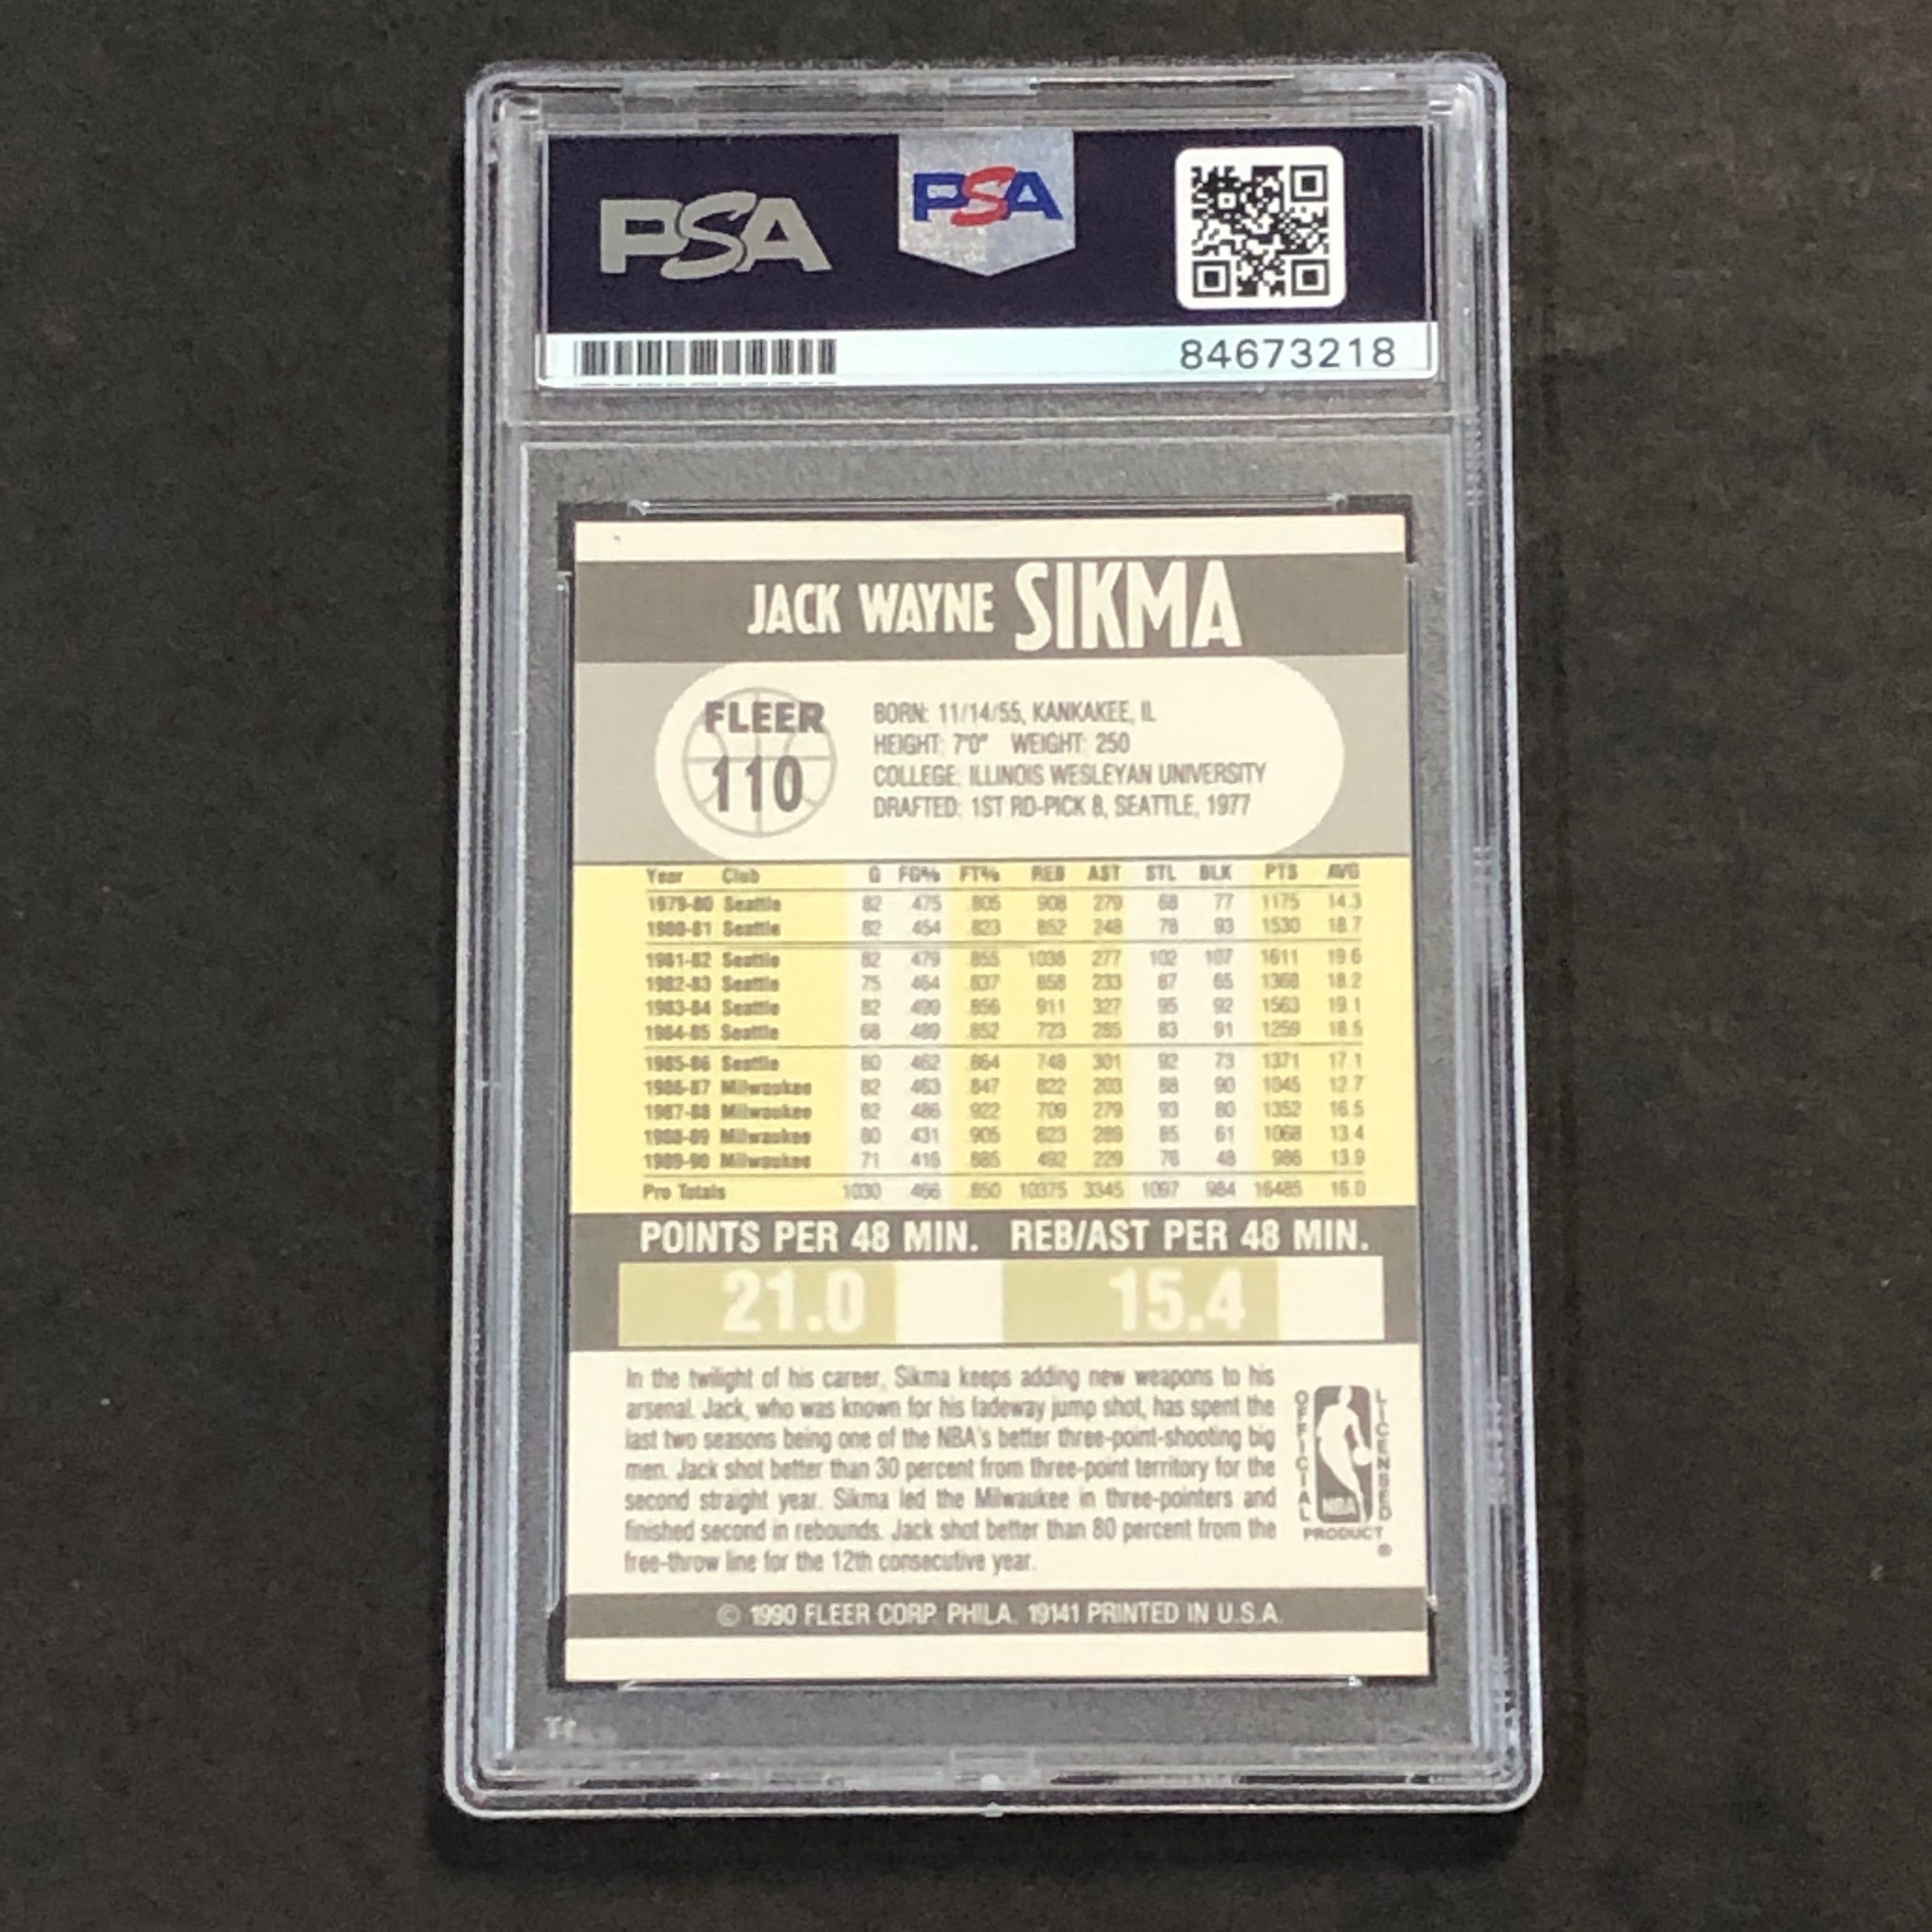 PSA PSA
84673218
JACK WAYNE SIKMA
FLEER
110
BORN: 11/14/55, KANKAKEE, IL
HEIGHT: 7'0" WEIGHT: 250
COLLEGE: ILLINOIS WESLEYAN UNIVERSITY
DRAFTED: 1ST RD-PICK 8, SEATTLE, 1977
Year Club G FG% FT% REB AST STL BLK PTS AVG
1979-80 Seattle 82 .475 .805 908 279 68 77 1175 14.3
1980-81 Seattle 82 .454 .823 852 248 78 93 1530 18.7
1981-82 Seattle 82 .479 .855 1038 277 102 107 1611 19.6
1982-83 Seattle 75 .464 .837 858 233 87 65 1368 18.2
1983-84 Seattle 82 .499 .856 911 327 95 92 1563 19.1
1984-85 Seattle 68 .489 .852 723 285 83 91 1259 18.5
1985-86 Seattle 80 .462 .864 748 301 92 73 1371 17.1
1986-87 Milwaukee 82 .463 .847 822 203 88 90 1045 12.7
1987-88 Milwaukee 82 .486 .922 709 279 93 80 1352 16.5
1988-89 Milwaukee 80 .431 .905 623 289 85 61 1068 13.4
1989-90 Milwaukee 71 .416 .885 492 229 76 48 986 13.9
Pro Totals 1030 .466 .850 10375 3345 1097 984 16485 16.0
POINTS PER 48 MIN. REB/AST PER 48 MIN.
21.0 15.4
In the twilight of his career, Sikma keeps adding new weapons to his
arsenal. Jack, who was known for his fadeway jump shot, has spent the
last two seasons being one of the NBA's better three-point-shooting big
men. Jack shot better than 30 percent from three-point territory for the
second straight year. Sikma led the Milwaukee in three-pointers and
finished second in rebounds. Jack shot better than 80 percent from the
free-throw line for the 12th consecutive year.
OFFICIAL LICENSED
NBA
PRODUCT
®
© 1990 FLEER CORP. PHILA. 19141 PRINTED IN U.S.A.